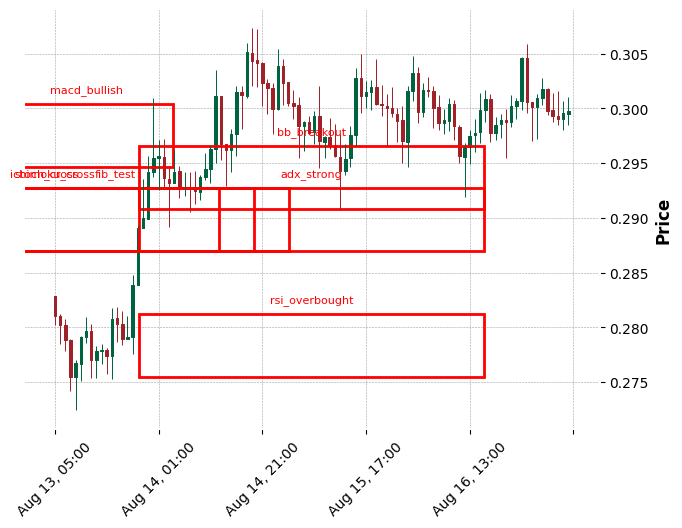 0.305
macd_bullish
0.300
bb_breakout
0.295
fib_test
adx_strong
0.290
Price
0.285
rsi_overbought
0.280
0.275
Aug 13, 05:00
Aug 14, 01:00
Aug 14, 21:00
Aug 15, 17:00
Aug 16, 13:00